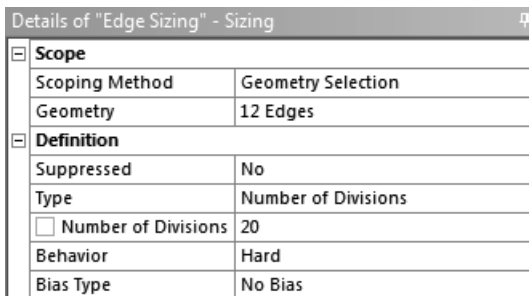 Details of "Edge Sizing" - Sizing
Scope
Scoping Method Geometry Selection
Geometry 12 Edges
Definition
Suppressed No
Type Number of Divisions
Number of Divisions 20
Behavior Hard
Bias Type No Bias